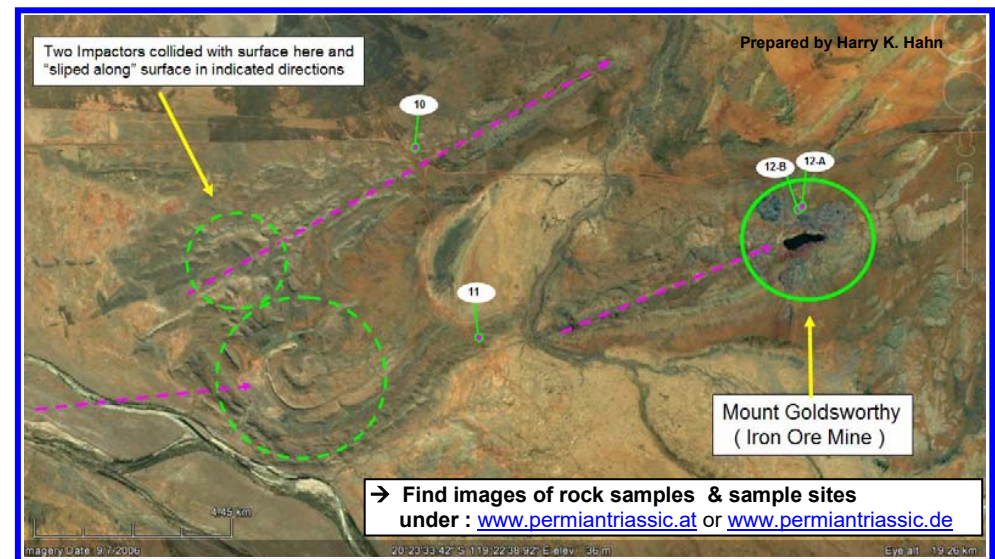 Two Impactors collided with surface here and
"sliped along" surface in indicated directions
Prepared by Harry K. Hahn
10
12-B
12-A
11
Mount Goldsworthy
( Iron Ore Mine )
→ Find images of rock samples & sample sites
under : www.permiantriassic.at or www.permiantriassic.de
4.45 km
magery Date 9/7/2006
20°23'33.42" S 119°22'38.92" E elev 36 m
Eye alt 19.26 km